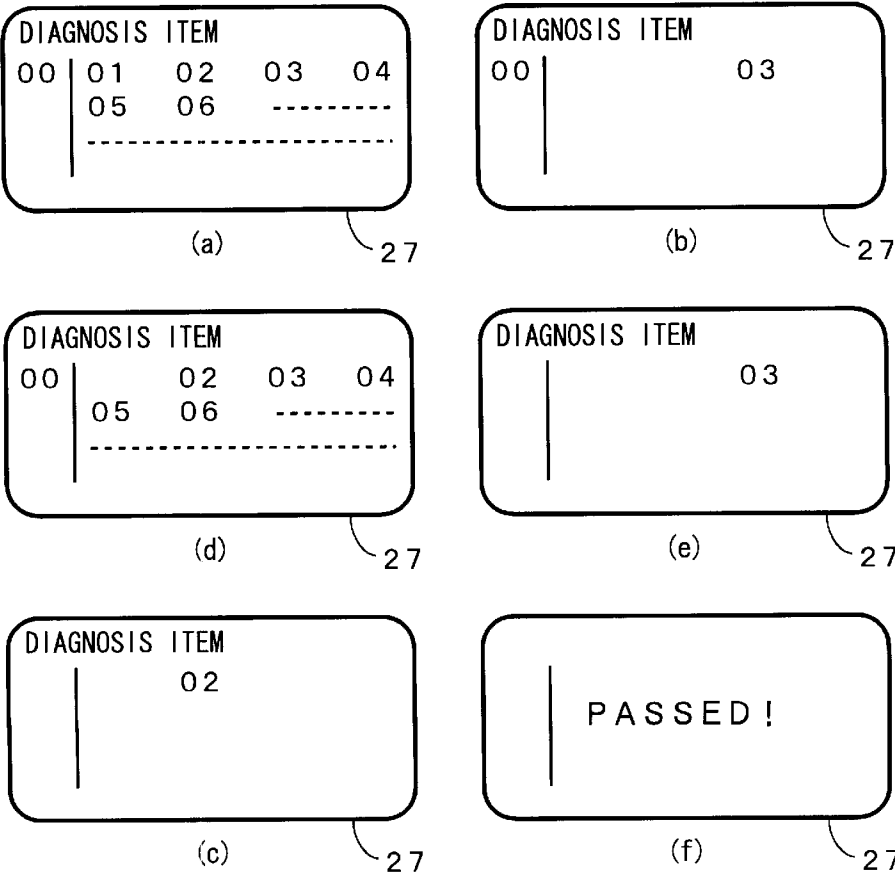 DIAGNOSIS ITEM
00 01 02 03 04
05 06
27
(a)
DIAGNOSIS ITEM
00 03
27
(b)
DIAGNOSIS ITEM
00 02 03 04
05 06
27
(d)
DIAGNOSIS ITEM
03
27
(e)
DIAGNOSIS ITEM
02
27
(c)
PASSED!
27
(f)